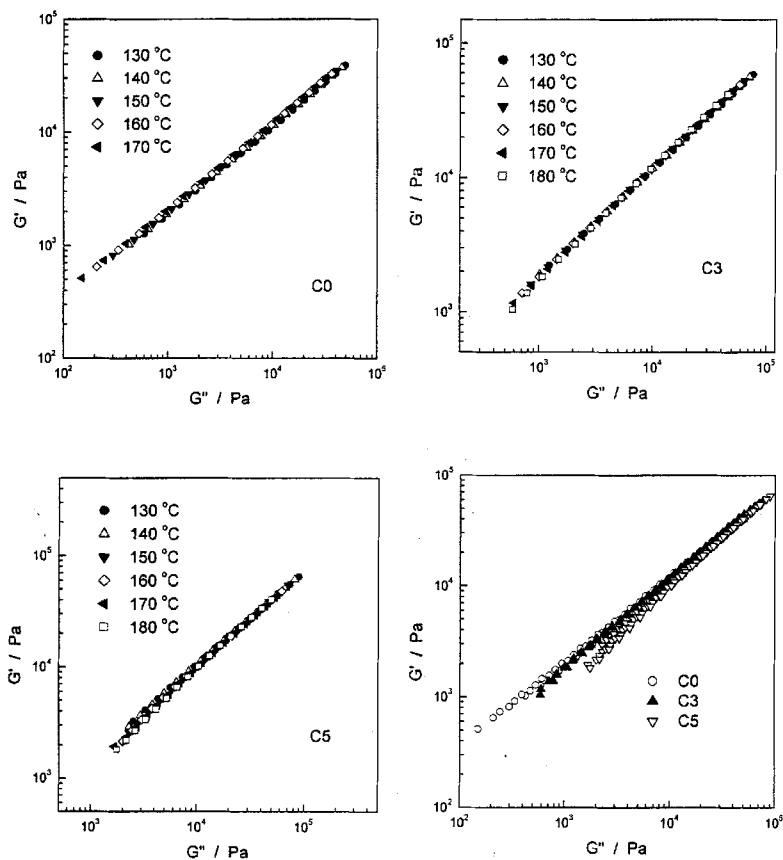 10⁵
10⁴
10³
10²
G' / Pa
130 °C
140 °C
150 °C
160 °C
170 °C
C0
10² 10³ 10⁴ 10⁵
G" / Pa
10⁵
10⁴
10³
G' / Pa
130 °C
140 °C
150 °C
160 °C
170 °C
180 °C
C3
10³ 10⁴ 10⁵
G" / Pa
10⁵
10⁴
10³
G' / Pa
130 °C
140 °C
150 °C
160 °C
170 °C
180 °C
C5
10³ 10⁴ 10⁵
G" / Pa
10⁵
10⁴
10³
10²
G' / Pa
C0
C3
C5
10² 10³ 10⁴ 10⁵
G" / Pa